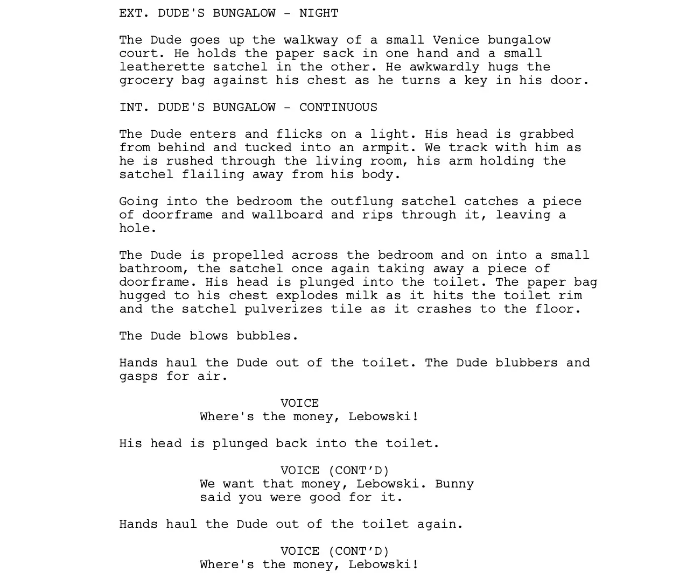 EXT. DUDE'S BUNGALOW - NIGHT
The Dude goes up the walkway of a small Venice bungalow
court. He holds the paper sack in one hand and a small
leatherette satchel in the other. He awkwardly hugs the
grocery bag against his chest as he turns a key in his door.
INT. DUDE'S BUNGALOW - CONTINUOUS
The Dude enters and flicks on a light. His head is grabbed
from behind and tucked into an armpit. We track with him as
he is rushed through the living room, his arm holding the
satchel flailing away from his body.
Going into the bedroom the outflung satchel catches a piece
of doorframe and wallboard and rips through it, leaving a
hole.
The Dude is propelled across the bedroom and on into a small
bathroom, the satchel once again taking away a piece of
doorframe. His head is plunged into the toilet. The paper bag
hugged to his chest explodes milk as it hits the toilet rim
and the satchel pulverizes tile as it crashes to the floor.
The Dude blows bubbles.
Hands haul the Dude out of the toilet. The Dude blubbers and
gasps for air.
VOICE
Where's the money, Lebowski!
His head is plunged back into the toilet.
VOICE (CONT'D)
We want that money, Lebowski. Bunny
said you were good for it.
Hands haul the Dude out of the toilet again.
VOICE (CONT'D)
Where's the money, Lebowski!